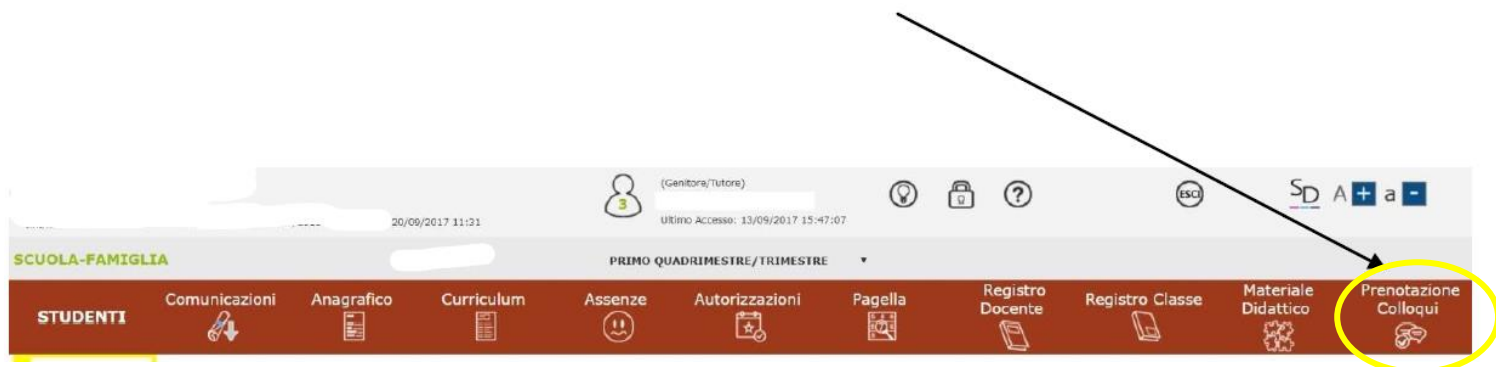 (Genitore/Tutore)
3
20/09/2017 11:31
Ultimo Accesso: 13/09/2017 15:47:07
?
ESCI
SD A + a -
SCUOLA-FAMIGLIA
PRIMO QUADRIMESTRE/TRIMESTRE
STUDENTI
Comunicazioni
Anagrafico
Curriculum
Assenze
Autorizzazioni
Pagella
Registro
Docente
Registro Classe
Materiale
Didattico
Prenotazione
Colloqui